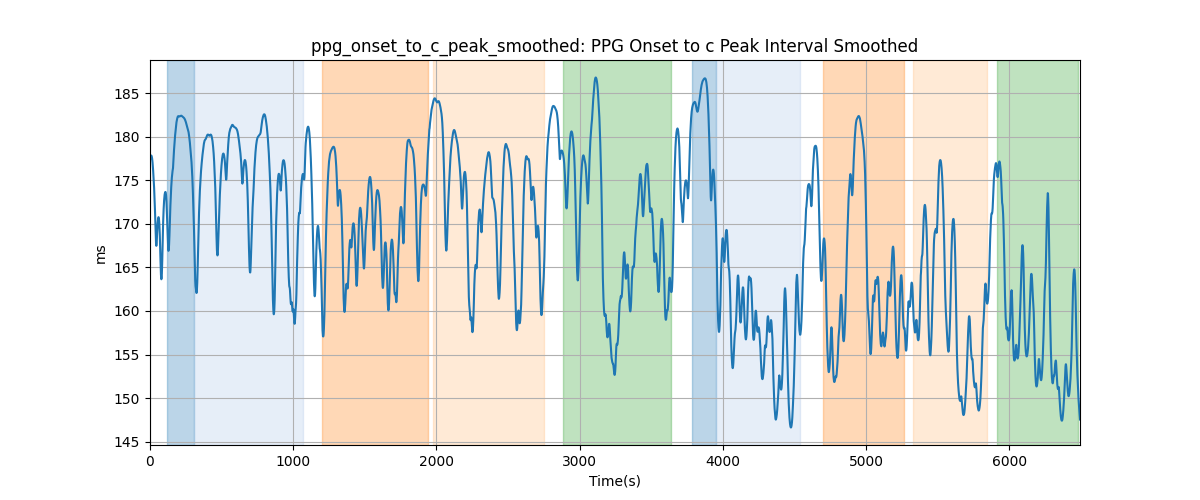 ppg_onset_to_c_peak_smoothed: PPG Onset to c Peak Interval Smoothed
185
180
175
170
165
160
155
150
145
ms
0 1000 2000 3000 4000 5000 6000
Time(s)